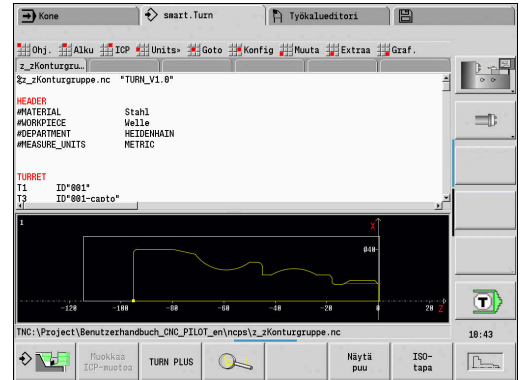 Kone
smart.Turn
Työkalueditori
Ohj. Alku ICP Units» Goto Konfig Muuta Extraa Graf.
z_zKonturgru…
%z_zKonturgruppe.nc "TURN_V1.0"
HEADER
#MATERIAL Stahl
#WORKPIECE Welle
#DEPARTMENT HEIDENHAIN
#MEASURE_UNITS METRIC
TURRET
T1 ID"001"
T3 ID"001-capto"
1
X
ø40
-120 -100 -80 -60 -40 -20 0 20 Z
TNC:\Project\Benutzerhandbuch_CNC_PILOT_en\ncps\z_zKonturgruppe.nc
T
10:43
Muokkaa ICP-muotoa
TURN PLUS
Näytä puu
ISO-tapa